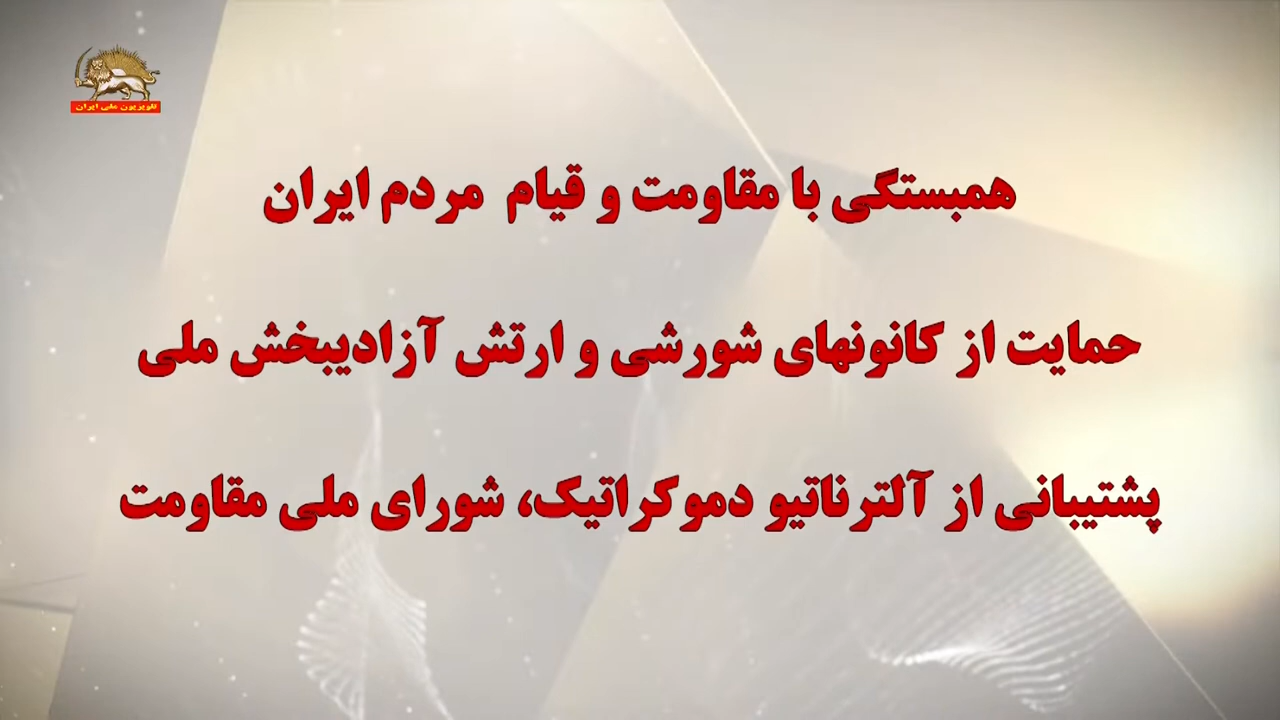 تلویزیون ملی ایران
همبستگی با مقاومت و قیام مردم ایران
حمایت از کانونهای شورشی و ارتش آزادیبخش ملی
پشتیبانی از آلترناتیو دموکراتیک، شورای ملی مقاومت